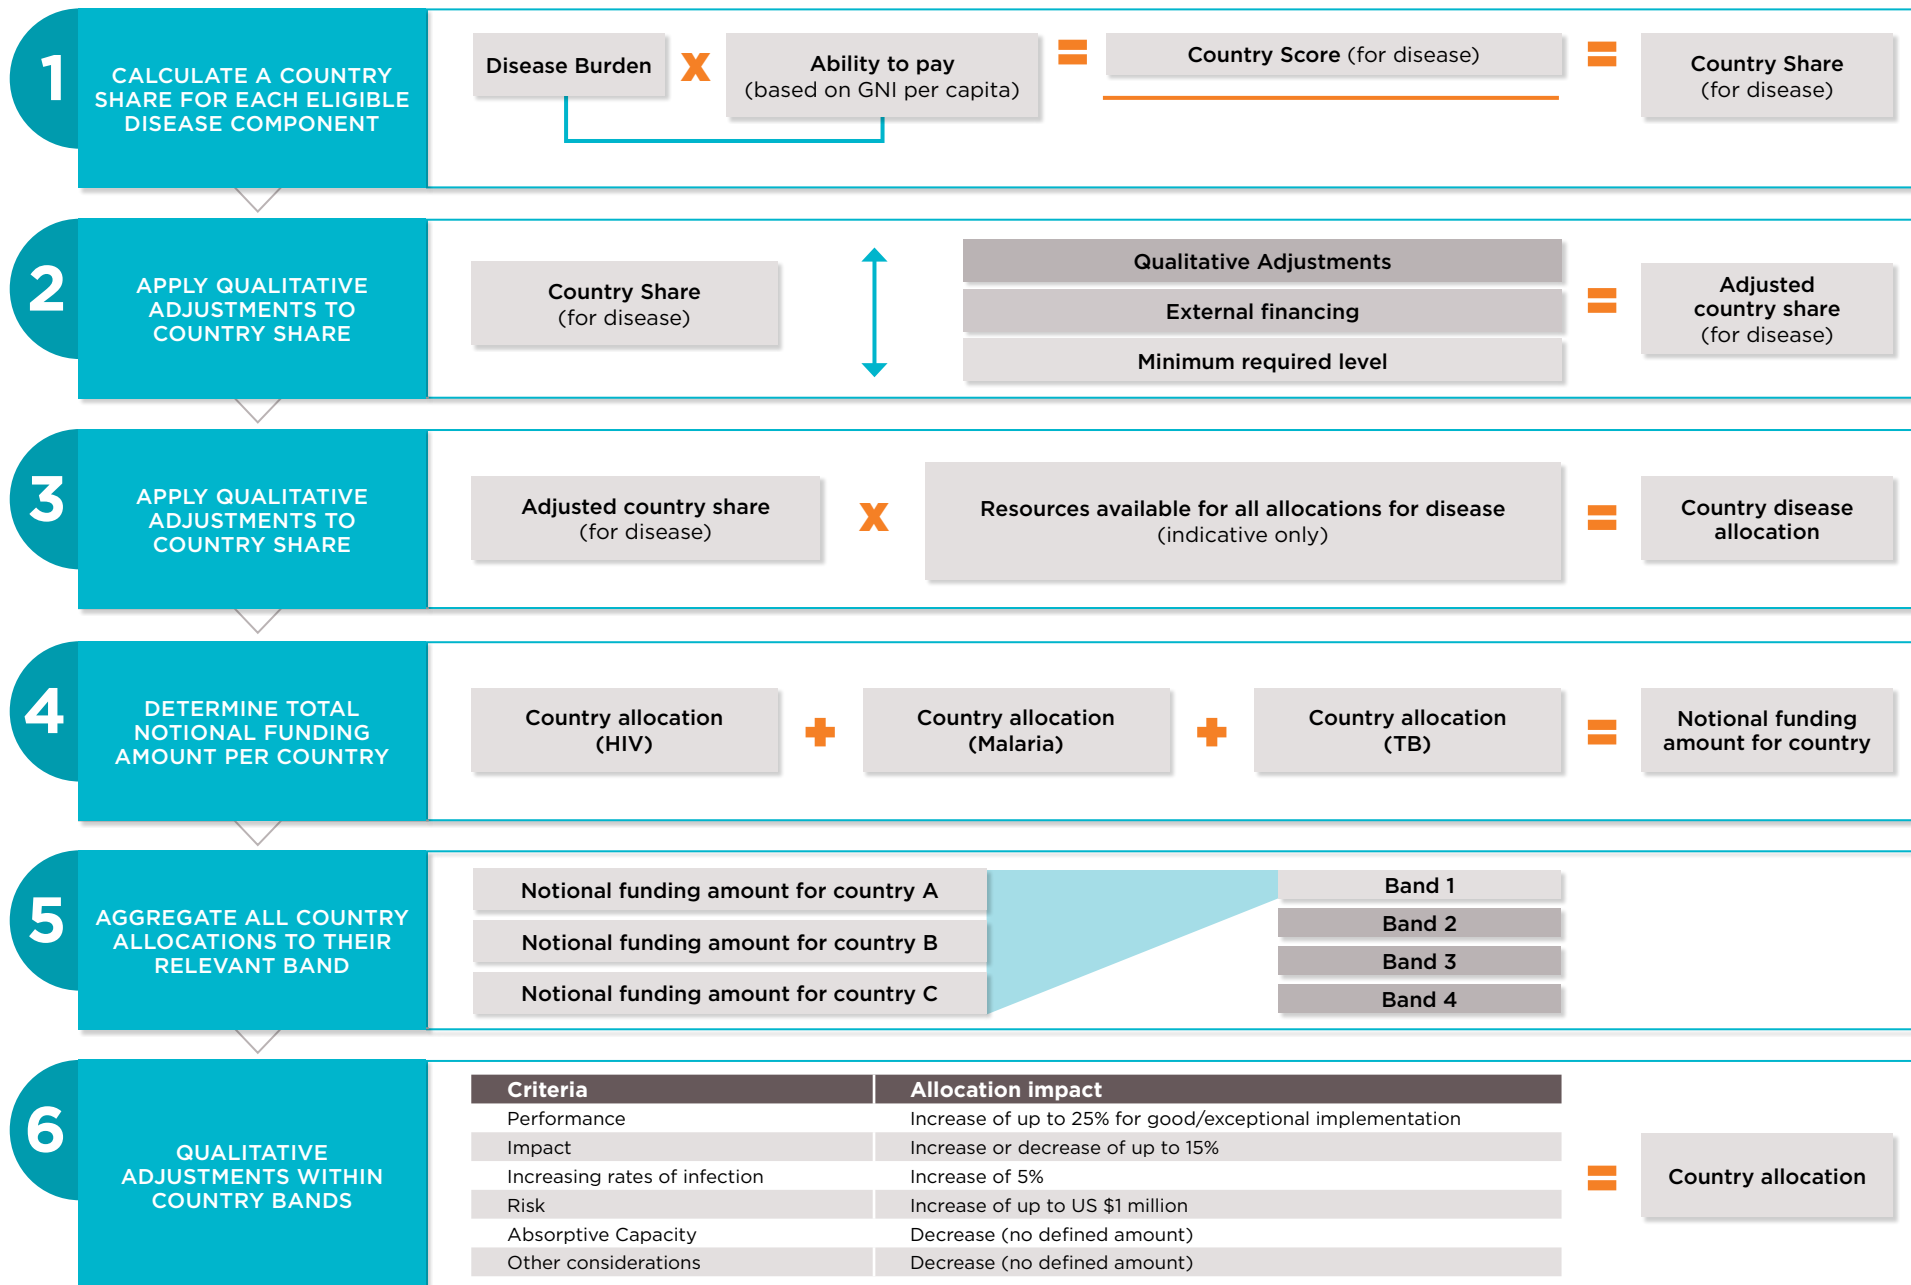 1
CALCULATE A COUNTRY
SHARE FOR EACH ELIGIBLE
DISEASE COMPONENT
Disease Burden
x
Ability to pay
(based on GNI per capita)
=
Country Score (for disease)
=
Country Share
(for disease)
2
APPLY QUALITATIVE
ADJUSTMENTS TO
COUNTRY SHARE
Country Share
(for disease)
Qualitative Adjustments
External financing
Minimum required level
=
Adjusted
country share
(for disease)
3
APPLY QUALITATIVE
ADJUSTMENTS TO
COUNTRY SHARE
Adjusted country share
(for disease)
x
Resources available for all allocations for disease
(indicative only)
=
Country disease
allocation
4
DETERMINE TOTAL
NOTIONAL FUNDING
AMOUNT PER COUNTRY
Country allocation
(HIV)
+
Country allocation
(Malaria)
+
Country allocation
(TB)
=
Notional funding
amount for country
5
AGGREGATE ALL COUNTRY
ALLOCATIONS TO THEIR
RELEVANT BAND
Notional funding amount for country A
Notional funding amount for country B
Notional funding amount for country C
Band 1
Band 2
Band 3
Band 4
6
QUALITATIVE
ADJUSTMENTS WITHIN
COUNTRY BANDS
Criteria Allocation impact
Performance Increase of up to 25% for good/exceptional implementation
Impact Increase or decrease of up to 15%
Increasing rates of infection Increase of 5%
Risk Increase of up to US $1 million
Absorptive Capacity Decrease (no defined amount)
Other considerations Decrease (no defined amount)
=
Country allocation